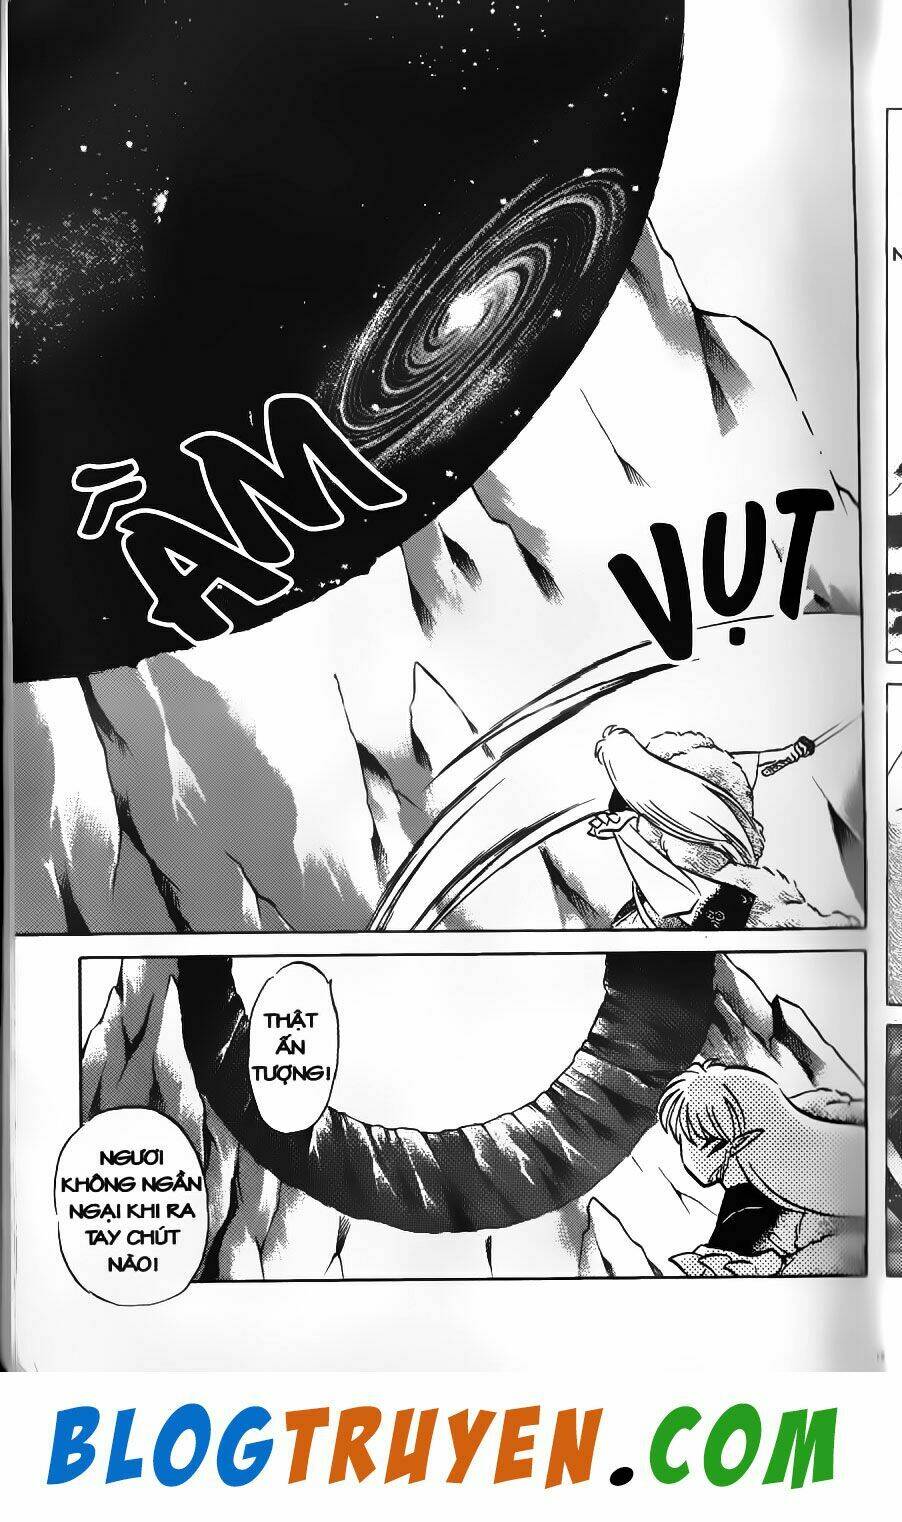 ẦM
VỤT
THẬT
ẤN
TƯỢNG!
NGƯƠI
KHÔNG NGẦN
NGẠI KHI RA
TAY CHÚT
NÀO!
BLOGTRUYEN.COM